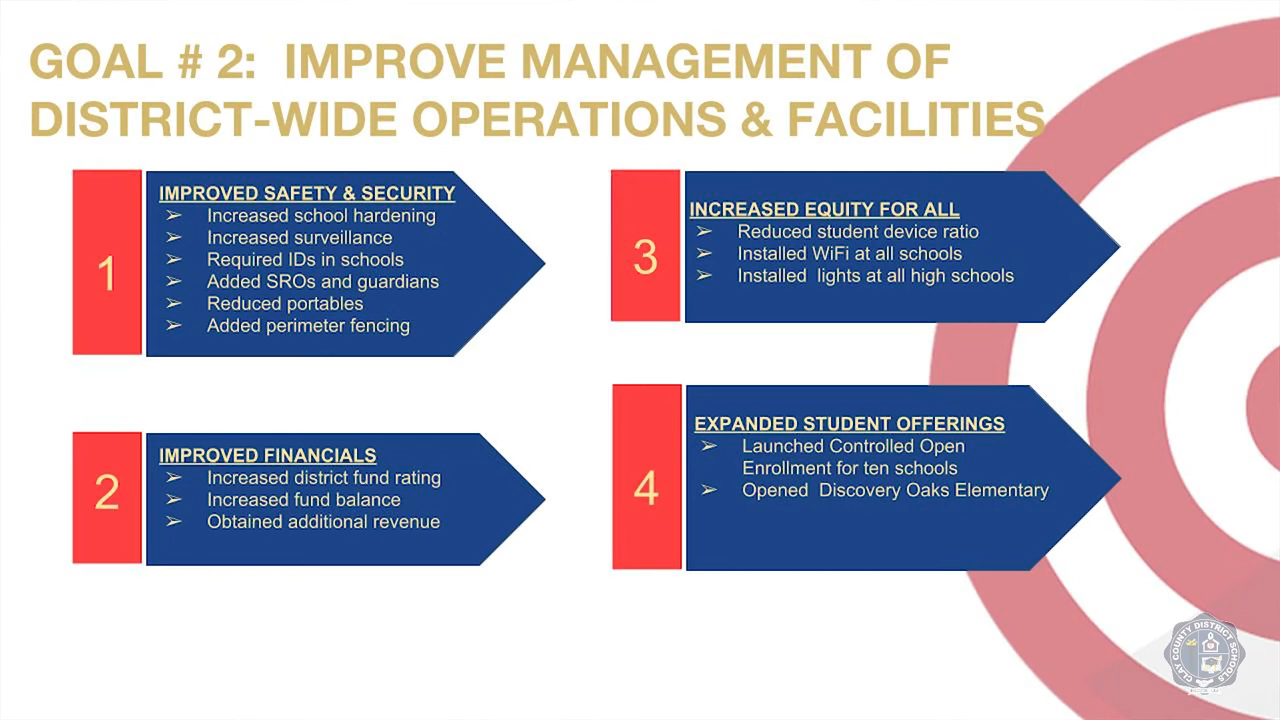 GOAL # 2:  IMPROVE MANAGEMENT OF
DISTRICT-WIDE OPERATIONS & FACILITIES
1
IMPROVED SAFETY & SECURITY
➢ Increased school hardening
➢ Increased surveillance
➢ Required IDs in schools
➢ Added SROs and guardians
➢ Reduced portables
➢ Added perimeter fencing
2
IMPROVED FINANCIALS
➢ Increased district fund rating
➢ Increased fund balance
➢ Obtained additional revenue
3
INCREASED EQUITY FOR ALL
➢ Reduced student device ratio
➢ Installed WiFi at all schools
➢ Installed  lights at all high schools
4
EXPANDED STUDENT OFFERINGS
➢ Launched Controlled Open
Enrollment for ten schools
➢ Opened  Discovery Oaks Elementary
CLAY COUNTY DISTRICT SCHOOLS